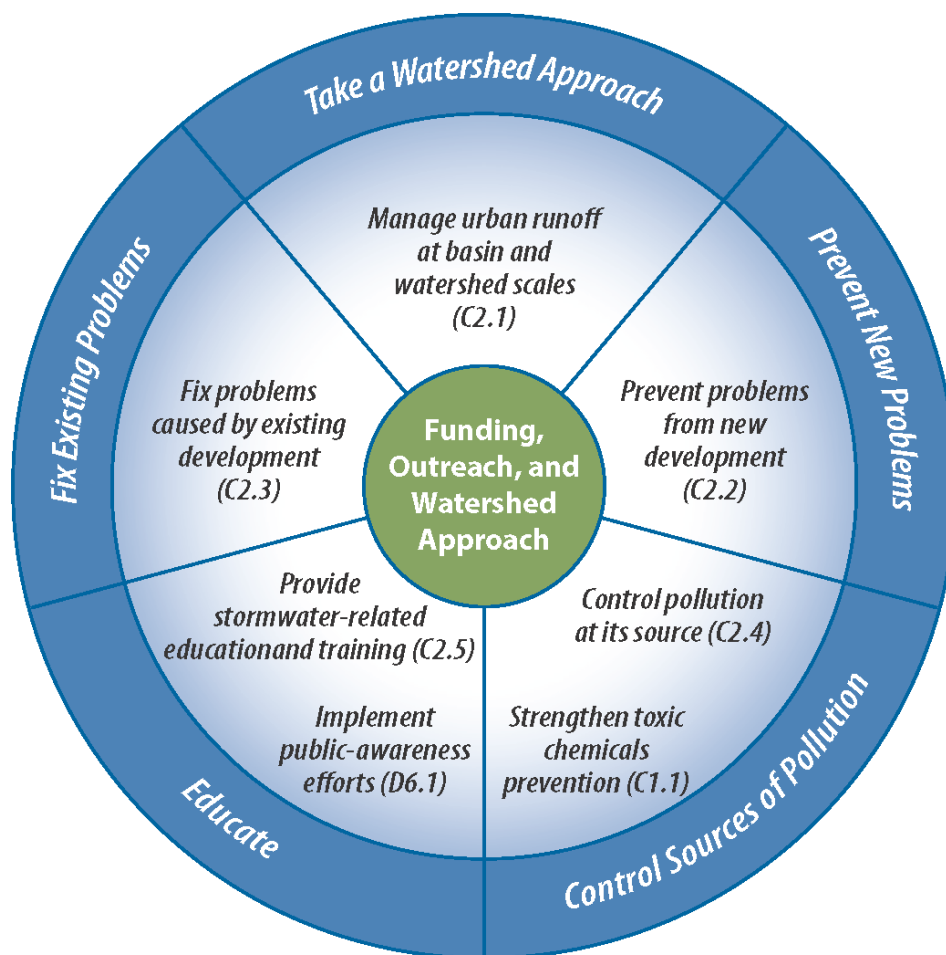 Take a Watershed Approach
Manage urban runoff
at basin and
watershed scales
(C2.1)
Prevent New Problems
Prevent problems
from new
development
(C2.2)
Control Sources of Pollution
Control pollution
at its source (C2.4)
Strengthen toxic
chemicals
prevention (C1.1)
Educate
Provide
stormwater-related
educationand training (C2.5)
Implement
public-awareness
efforts (D6.1)
Fix Existing Problems
Fix problems
caused by existing
development
(C2.3)
Funding,
Outreach, and
Watershed
Approach